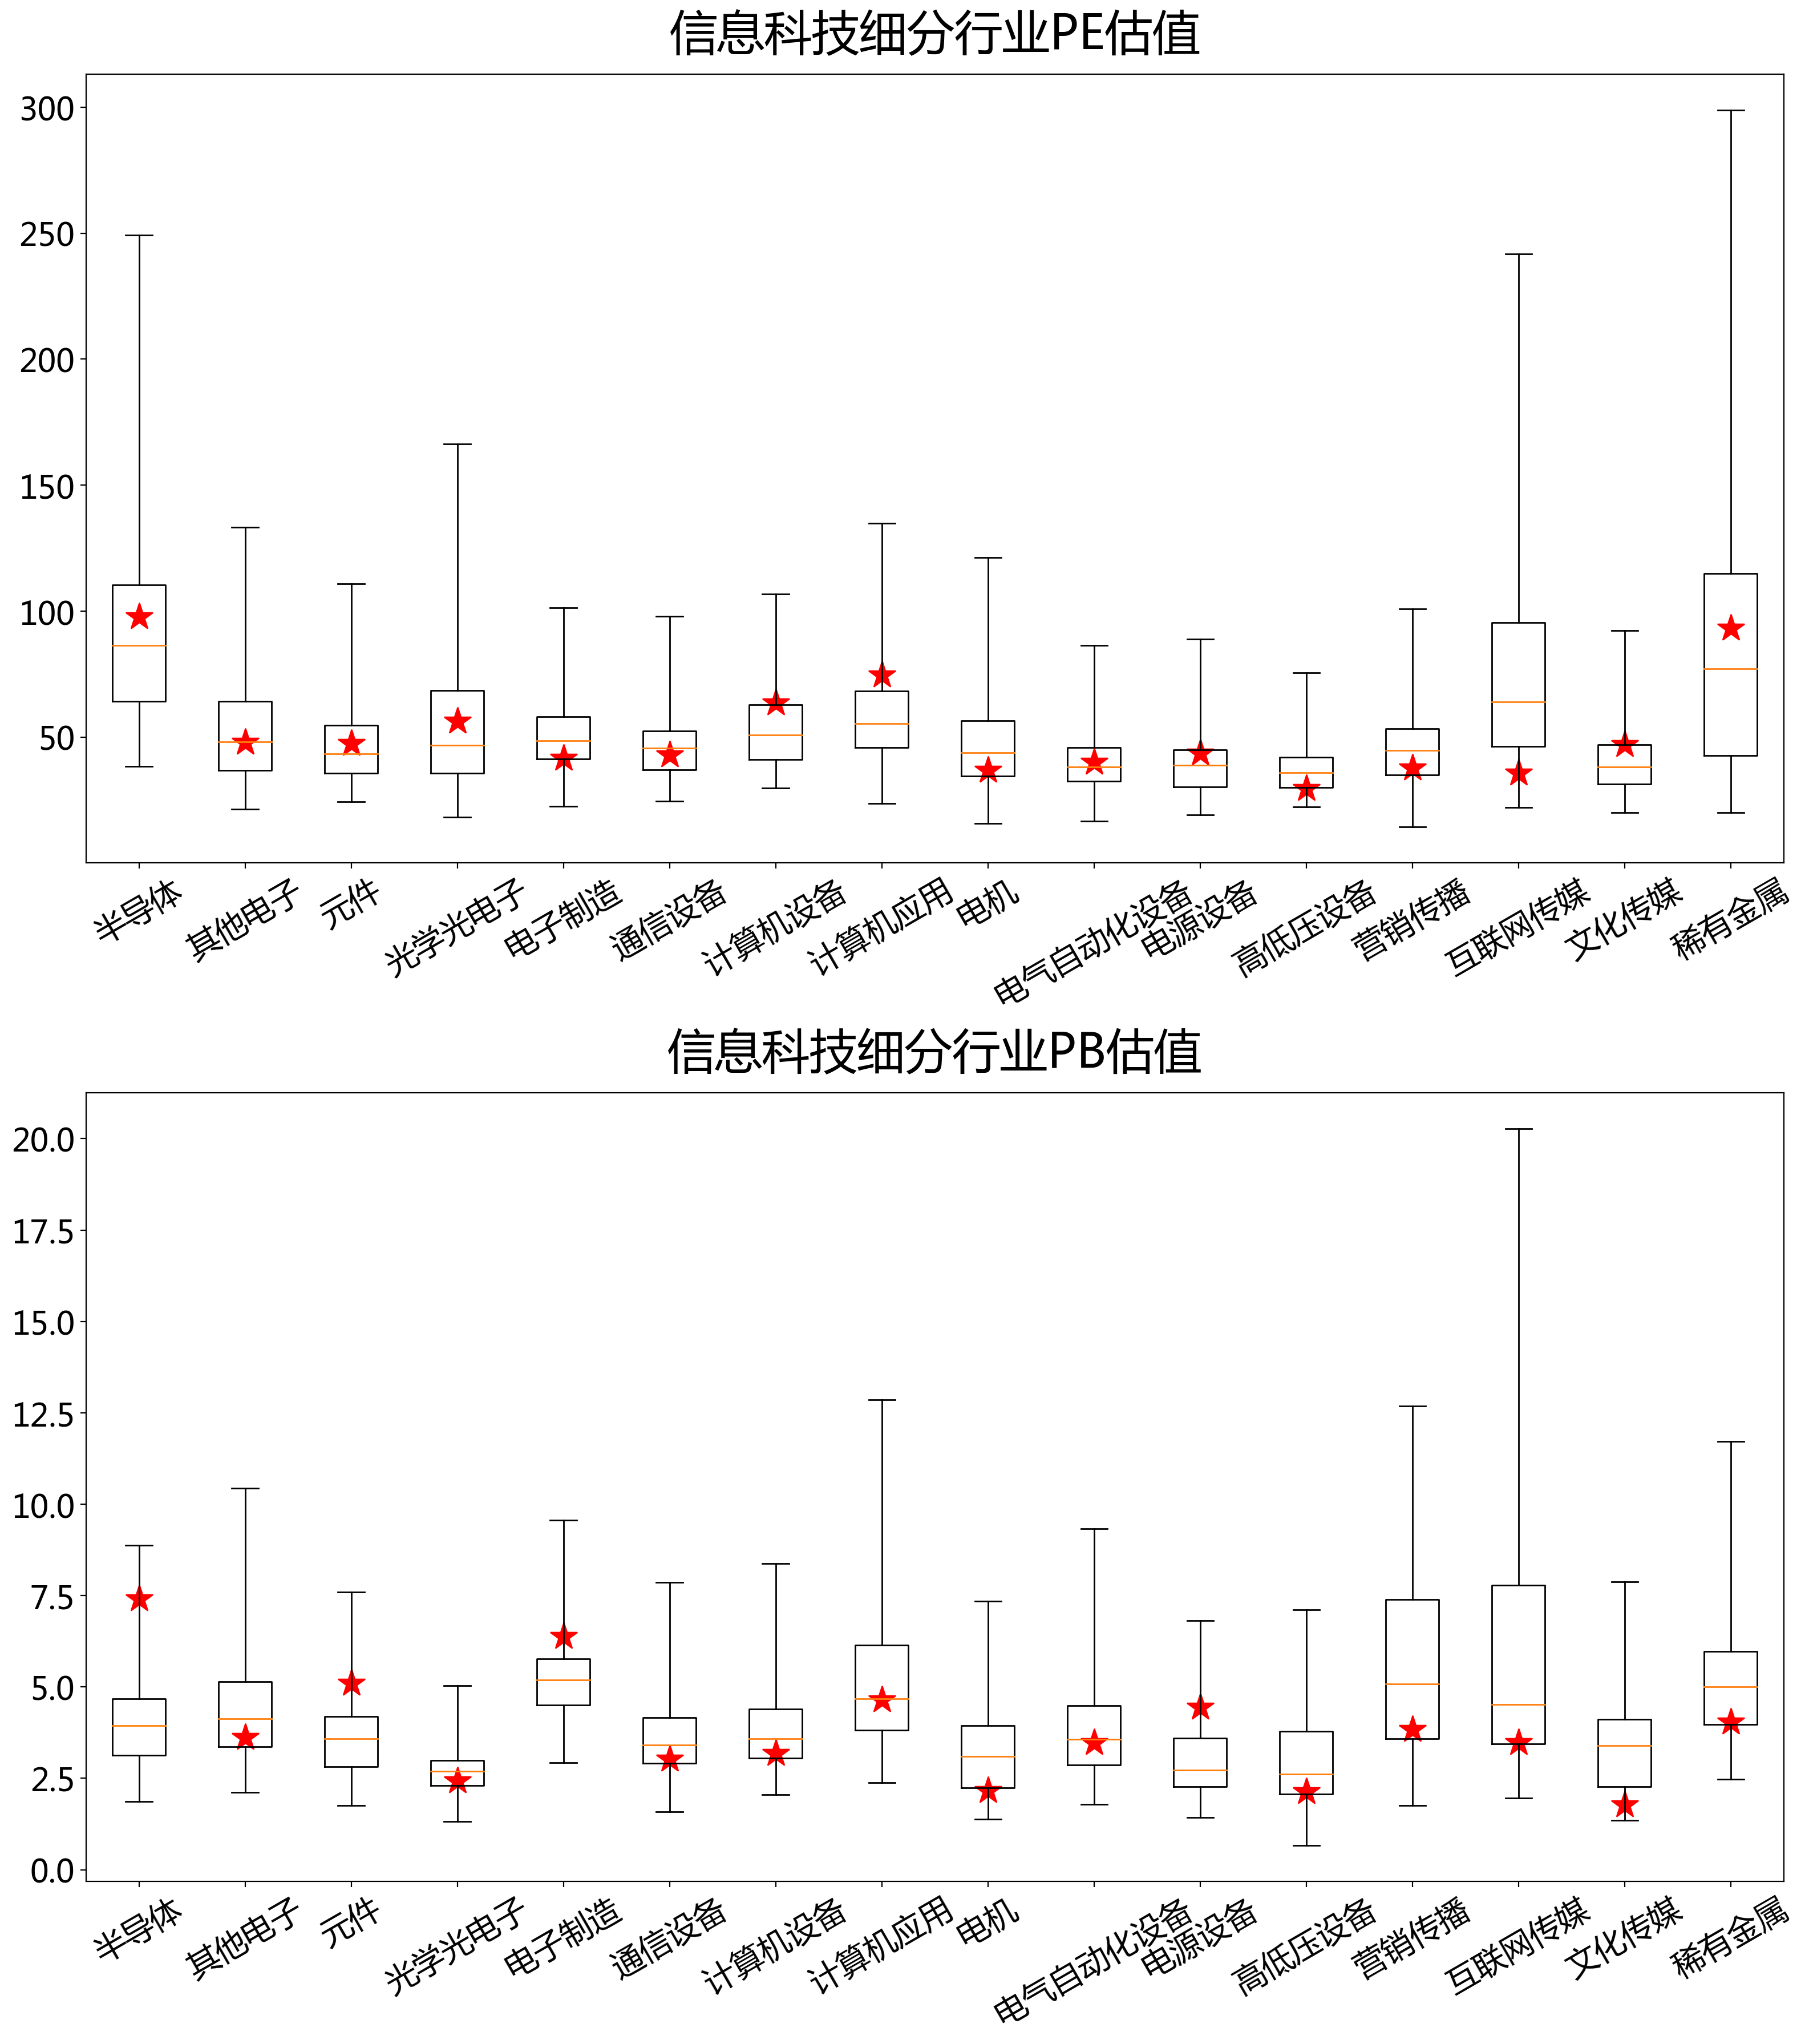 信息科技细分行业PE估值
300
250
200
150
100
50
半导体
其他电子
元件
光学光电子
电子制造
通信设备
计算机设备
计算机应用
电机
电气自动化设备
电源设备
高低压设备
营销传播
互联网传媒
文化传媒
稀有金属
信息科技细分行业PB估值
20.0
17.5
15.0
12.5
10.0
7.5
5.0
2.5
0.0
半导体
其他电子
元件
光学光电子
电子制造
通信设备
计算机设备
计算机应用
电机
电气自动化设备
电源设备
高低压设备
营销传播
互联网传媒
文化传媒
稀有金属